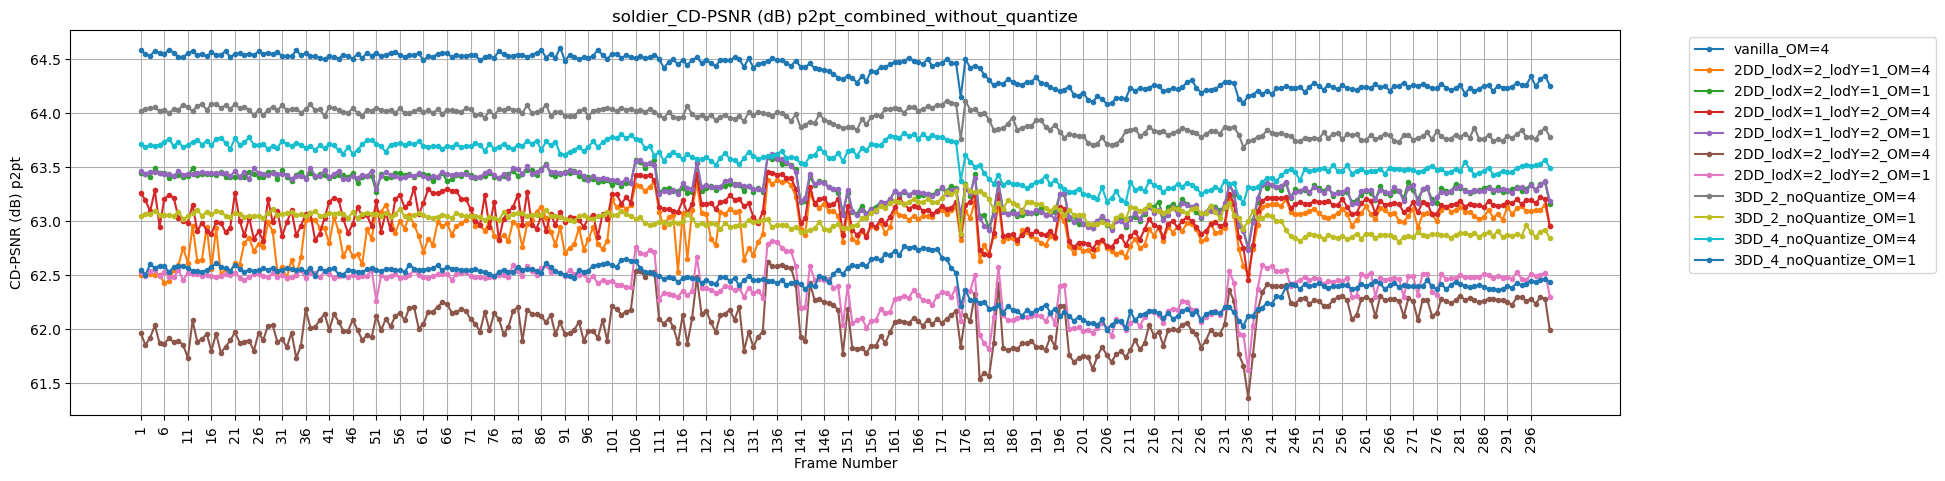 soldier_CD-PSNR (dB) p2pt_combined_without_quantize
CD-PSNR (dB) p2pt
64.5
64.0
63.5
63.0
62.5
62.0
61.5
1 6 11 16 21 26 31 36 41 46 51 56 61 66 71 76 81 86 91 96 101 106 111 116 121 126 131 136 141 146 151 156 161 166 171 176 181 186 191 196 201 206 211 216 221 226 231 236 241 246 251 256 261 266 271 276 281 286 291 296
Frame Number
vanilla_OM=4
2DD_lodX=2_lodY=1_OM=4
2DD_lodX=2_lodY=1_OM=1
2DD_lodX=1_lodY=2_OM=4
2DD_lodX=1_lodY=2_OM=1
2DD_lodX=2_lodY=2_OM=4
2DD_lodX=2_lodY=2_OM=1
3DD_2_noQuantize_OM=4
3DD_2_noQuantize_OM=1
3DD_4_noQuantize_OM=4
3DD_4_noQuantize_OM=1